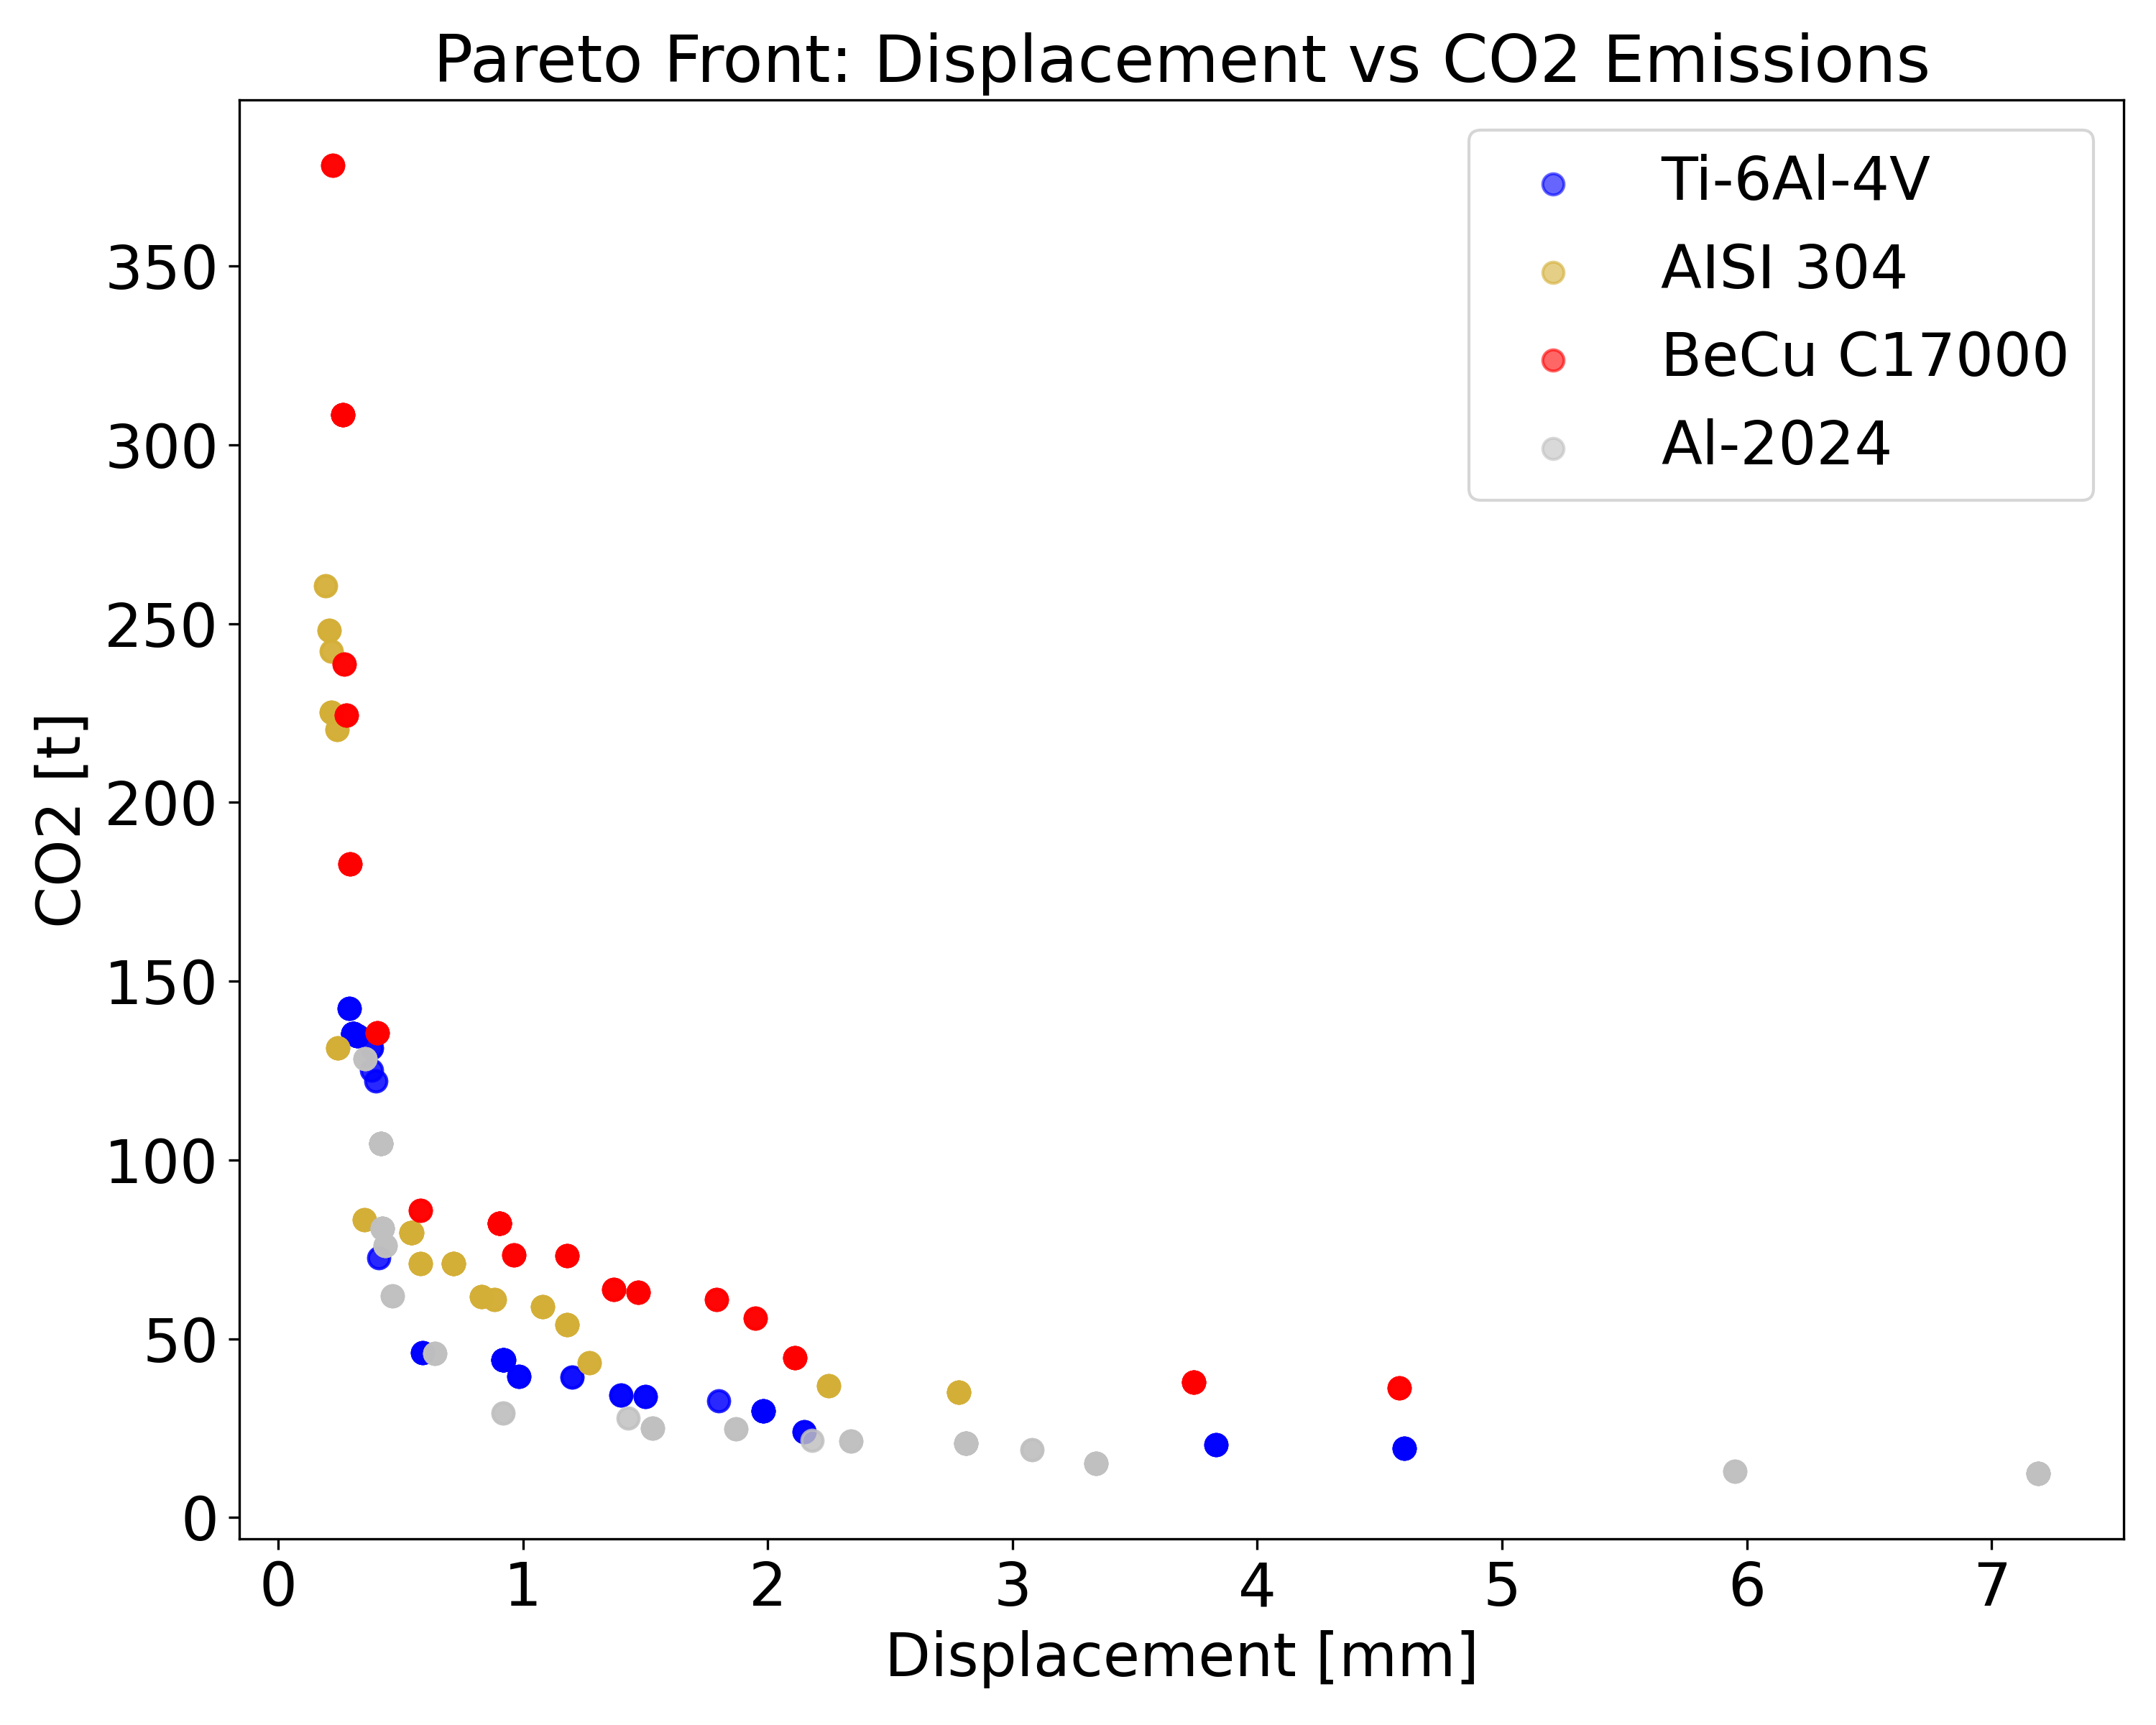 Pareto Front: Displacement vs CO2 Emissions
Ti-6Al-4V
AISI 304
BeCu C17000
Al-2024
CO2 [t]
350
300
250
200
150
100
50
0
0 1 2 3 4 5 6 7
Displacement [mm]